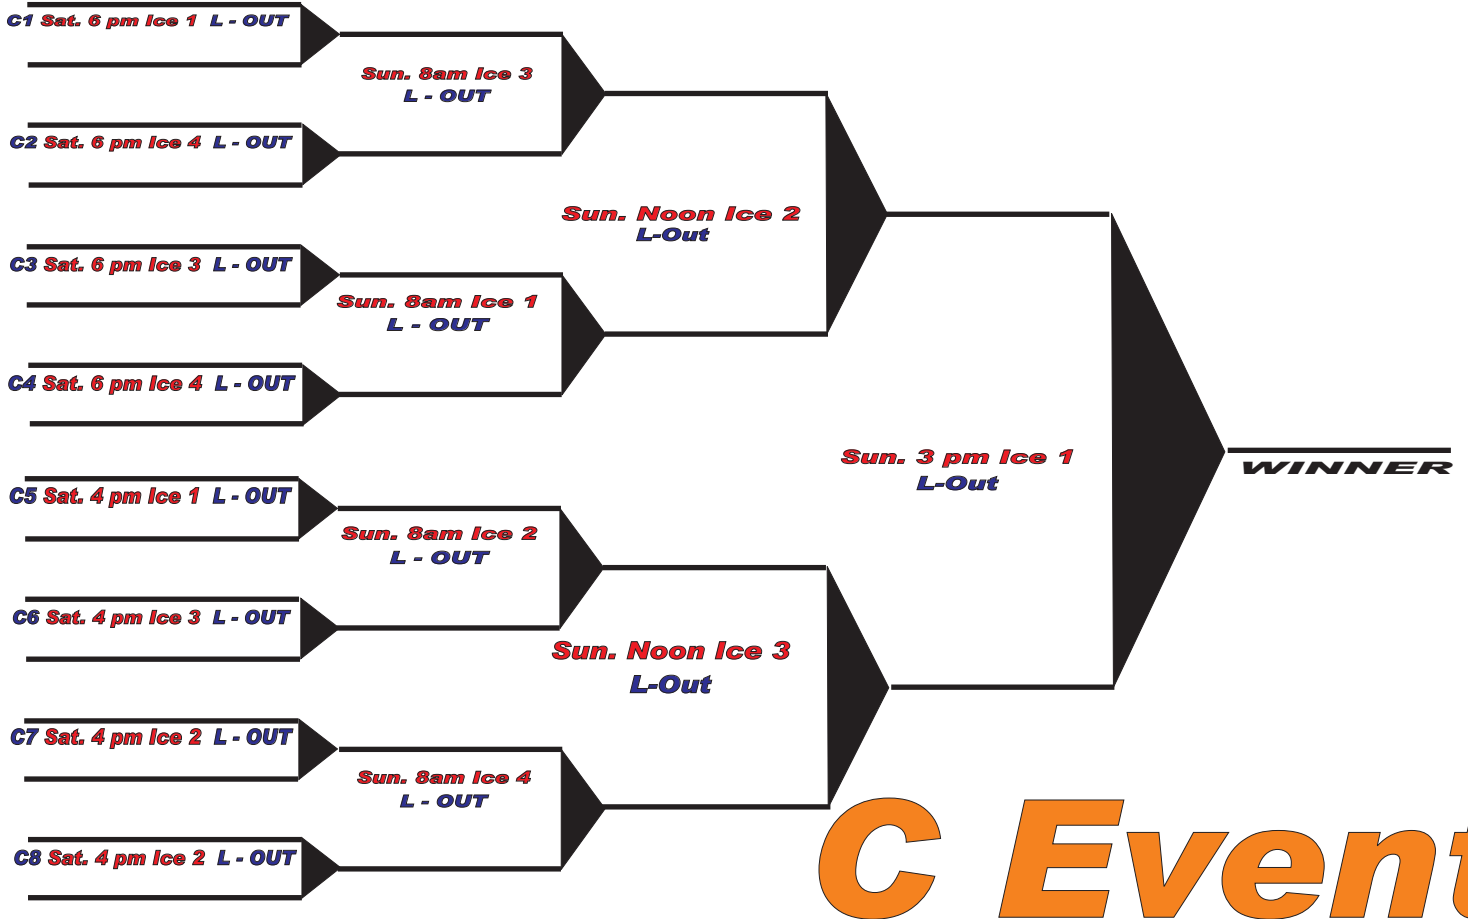 C1 Sat. 6 pm Ice 1 L - OUT
Sun. 8am Ice 3
L - OUT
C2 Sat. 6 pm Ice 4 L - OUT
Sun. Noon Ice 2
L-Out
C3 Sat. 6 pm Ice 3 L - OUT
Sun. 8am Ice 1
L - OUT
C4 Sat. 6 pm Ice 4 L - OUT
Sun. 3 pm Ice 1
L-Out
WINNER
C5 Sat. 4 pm Ice 1 L - OUT
Sun. 8am Ice 2
L - OUT
C6 Sat. 4 pm Ice 3 L - OUT
Sun. Noon Ice 3
L-Out
C7 Sat. 4 pm Ice 2 L - OUT
Sun. 8am Ice 4
L - OUT
C8 Sat. 4 pm Ice 2 L - OUT
C Event